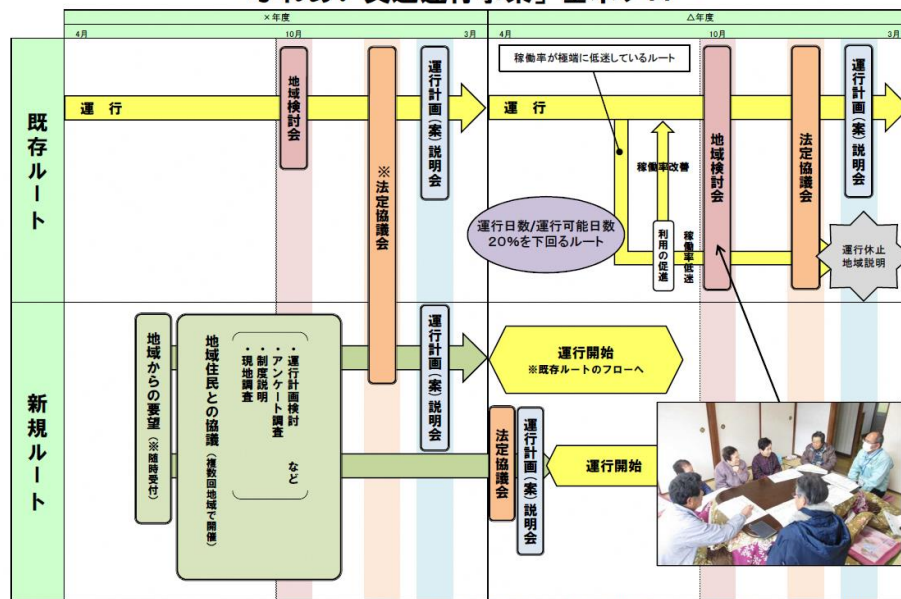 ×年度
△年度
4月
10月
3月
4月
10月
3月
既存ルート
運 行
地域検討会
※法定協議会
運行計画(案)説明会
稼働率が極端に低迷しているルート
運 行
運行日数/運行可能日数
20%を下回るルート
稼働率改善
利用の促進
稼働率低迷
地域検討会
法定協議会
運行計画(案)説明会
運行休止
地域説明
新規ルート
地域からの要望(※随時受付)
地域住民との協議(複数回地域で開催)
・運行計画検討
・アンケート調査
・制度説明
・現地調査
など
運行計画(案)説明会
運行開始
※既存ルートのフローへ
法定協議会
運行計画(案)説明会
運行開始